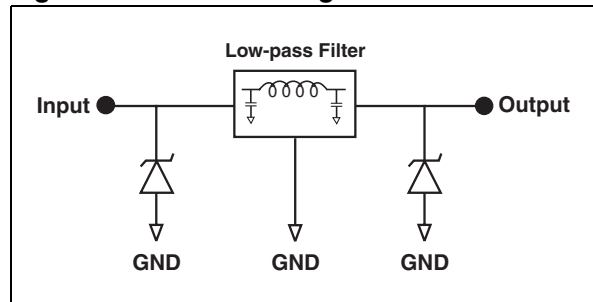 Low-pass Filter
Input
Output
GND
GND
GND